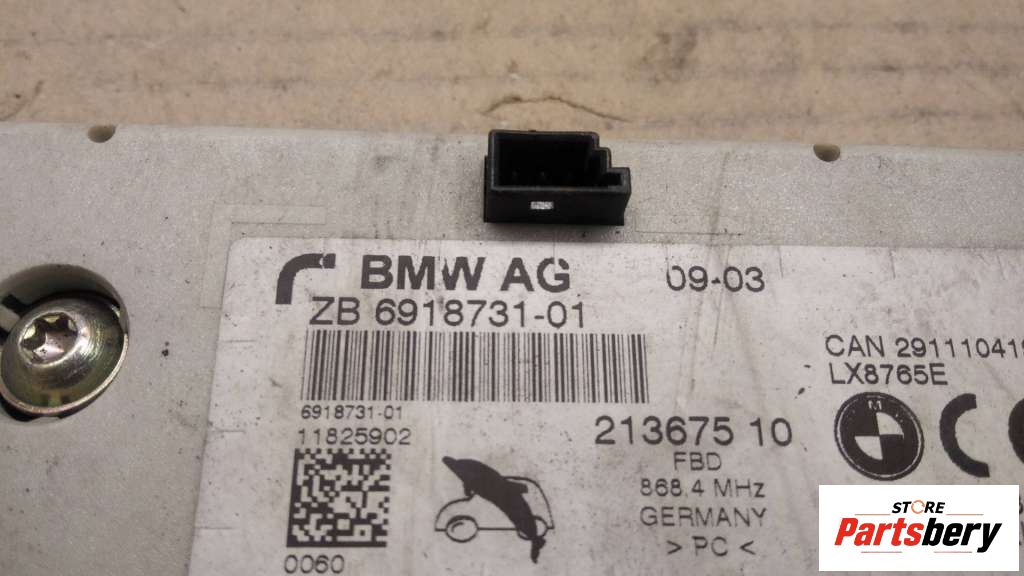 BMW AG 09-03
ZB 6918731-01
6918731-01
11825902
0060
213675 10
FBD
868.4 MHz
GERMANY
> PC <
CAN 29111041
LX8765E
M
CE
STORE
Partsbery